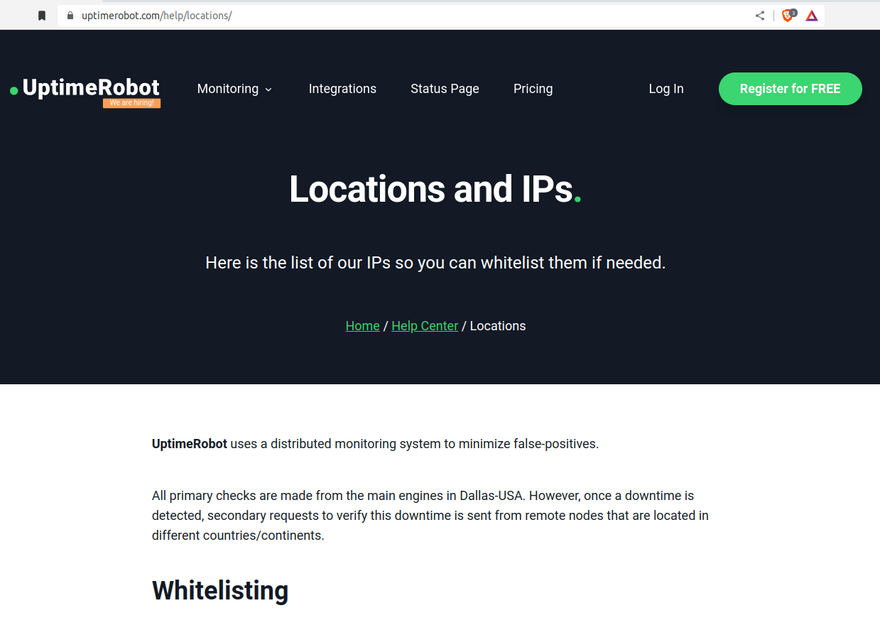 uptimerobot.com/help/locations/
UptimeRobot
We are hiring!
Monitoring
Integrations
Status Page
Pricing
Log In
Register for FREE
Locations and IPs.
Here is the list of our IPs so you can whitelist them if needed.
Home / Help Center / Locations
UptimeRobot uses a distributed monitoring system to minimize false-positives.
All primary checks are made from the main engines in Dallas-USA. However, once a downtime is
detected, secondary requests to verify this downtime is sent from remote nodes that are located in
different countries/continents.
Whitelisting